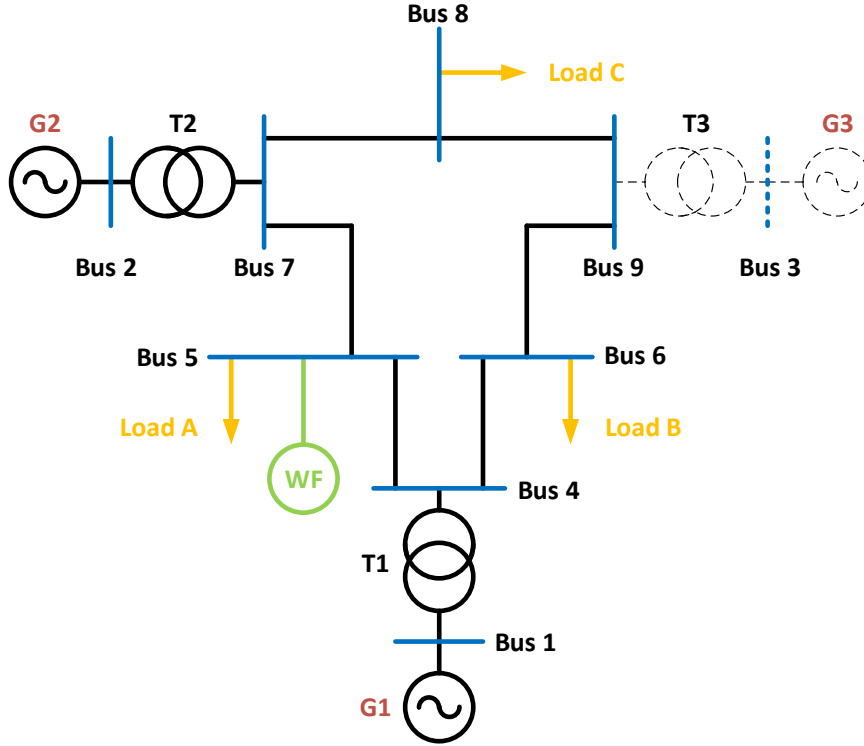 Bus 8
Load C
G2
T2
T3
G3
Bus 2
Bus 7
Bus 9
Bus 3
Bus 5
Bus 6
Load A
Load B
WF
Bus 4
T1
Bus 1
G1